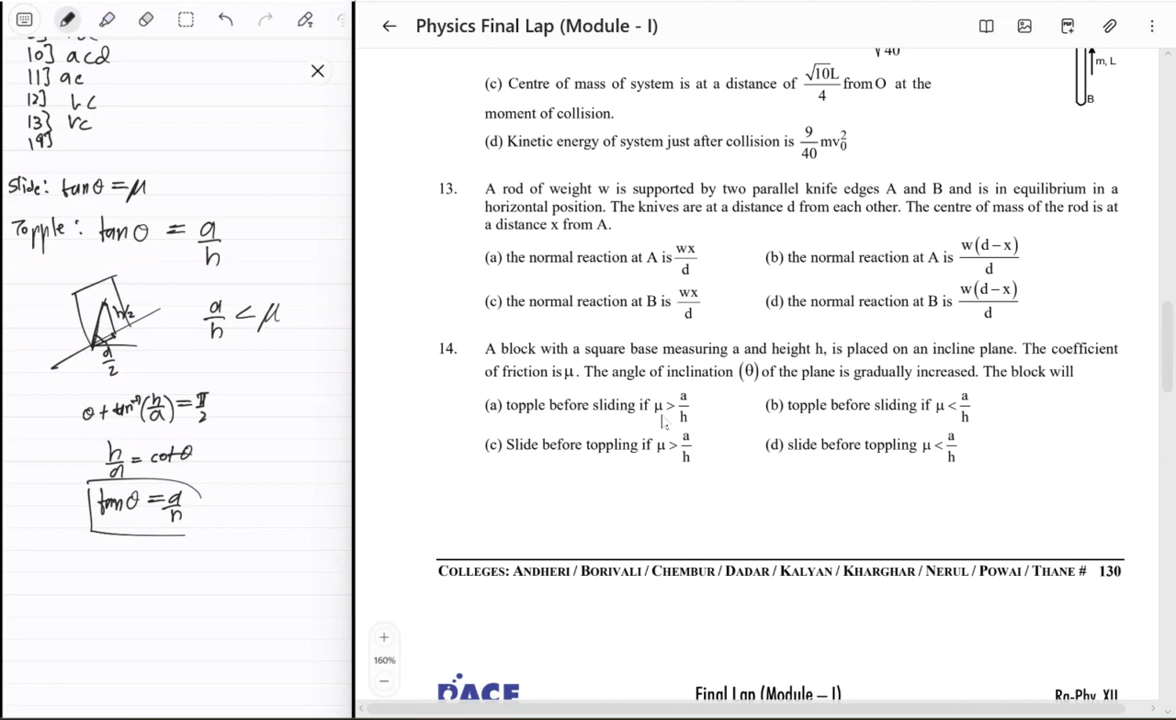 10] acd
11] ac
12] bc
13} bc
14]
Slide: tanθ = μ
Topple: tanθ = a/h
h/2
a/2
a/h < μ
θ + tan⁻¹(h/a) = π/2
h/a = cotθ
tanθ = a/h
← Physics Final Lap (Module - I)
√40
(c) Centre of mass of system is at a distance of √10L/4 from O at the
moment of collision.
(d) Kinetic energy of system just after collision is 9/40 mv₀²
m, L
B
13. A rod of weight w is supported by two parallel knife edges A and B and is in equilibrium in a
horizontal position. The knives are at a distance d from each other. The centre of mass of the rod is at
a distance x from A.
(a) the normal reaction at A is wx/d (b) the normal reaction at A is w(d−x)/d
(c) the normal reaction at B is wx/d (d) the normal reaction at B is w(d−x)/d
14. A block with a square base measuring a and height h, is placed on an incline plane. The coefficient
of friction is μ. The angle of inclination (θ) of the plane is gradually increased. The block will
(a) topple before sliding if μ > a/h (b) topple before sliding if μ < a/h
(c) Slide before toppling if μ > a/h (d) slide before toppling μ < a/h
COLLEGES: ANDHERI / BORIVALI / CHEMBUR / DADAR / KALYAN / KHARGHAR / NERUL / POWAI / THANE # 130
160%
PACE Final Lap (Module – I) Rg-Phy XII